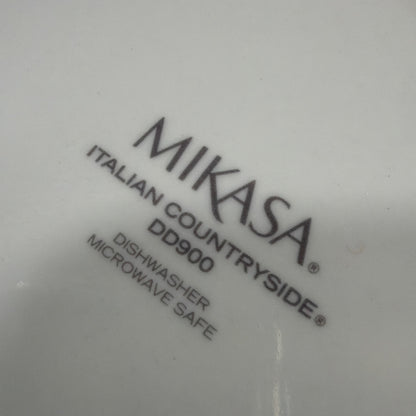 MIKASA®
ITALIAN COUNTRYSIDE®
DD900
DISHWASHER
MICROWAVE SAFE